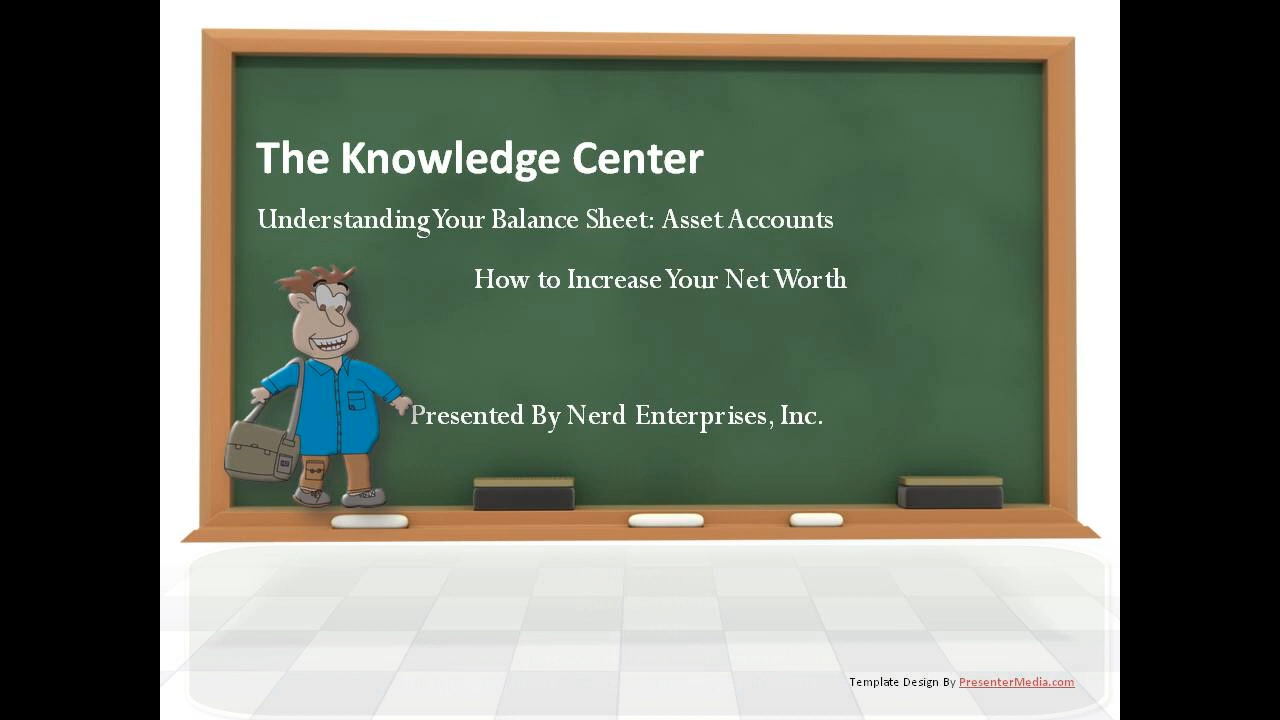 The Knowledge Center
Understanding Your Balance Sheet: Asset Accounts
How to Increase Your Net Worth
Presented By Nerd Enterprises, Inc.
Template Design By PresenterMedia.com